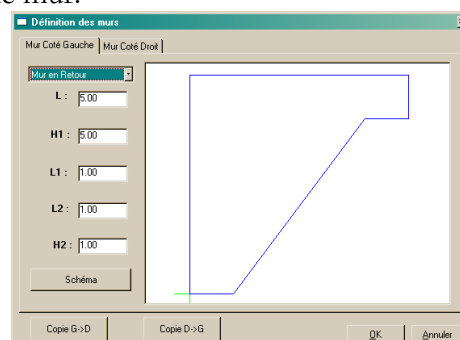 Définition des murs
Mur Coté Gauche Mur Coté Droit
Mur en Retour
L : 5.00
H1 : 5.00
L1 : 1.00
L2 : 1.00
H2 : 1.00
Schéma
Copie G->D Copie D->G OK Annuler